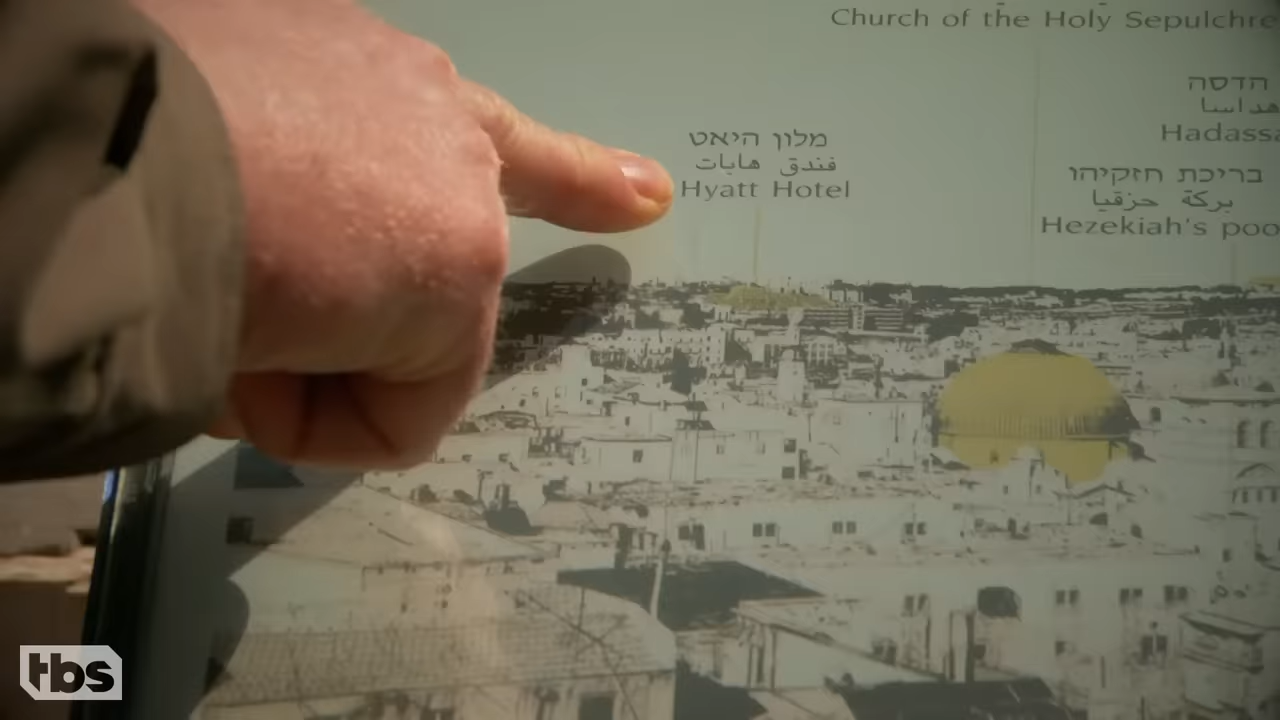 Church of the Holy Sepulchre
מלון היאט
فندق هايات
Hyatt Hotel
הדסה
هداسا
Hadassa
בריכת חזקיהו
بركة حزقيا
Hezekiah's poo
tbs